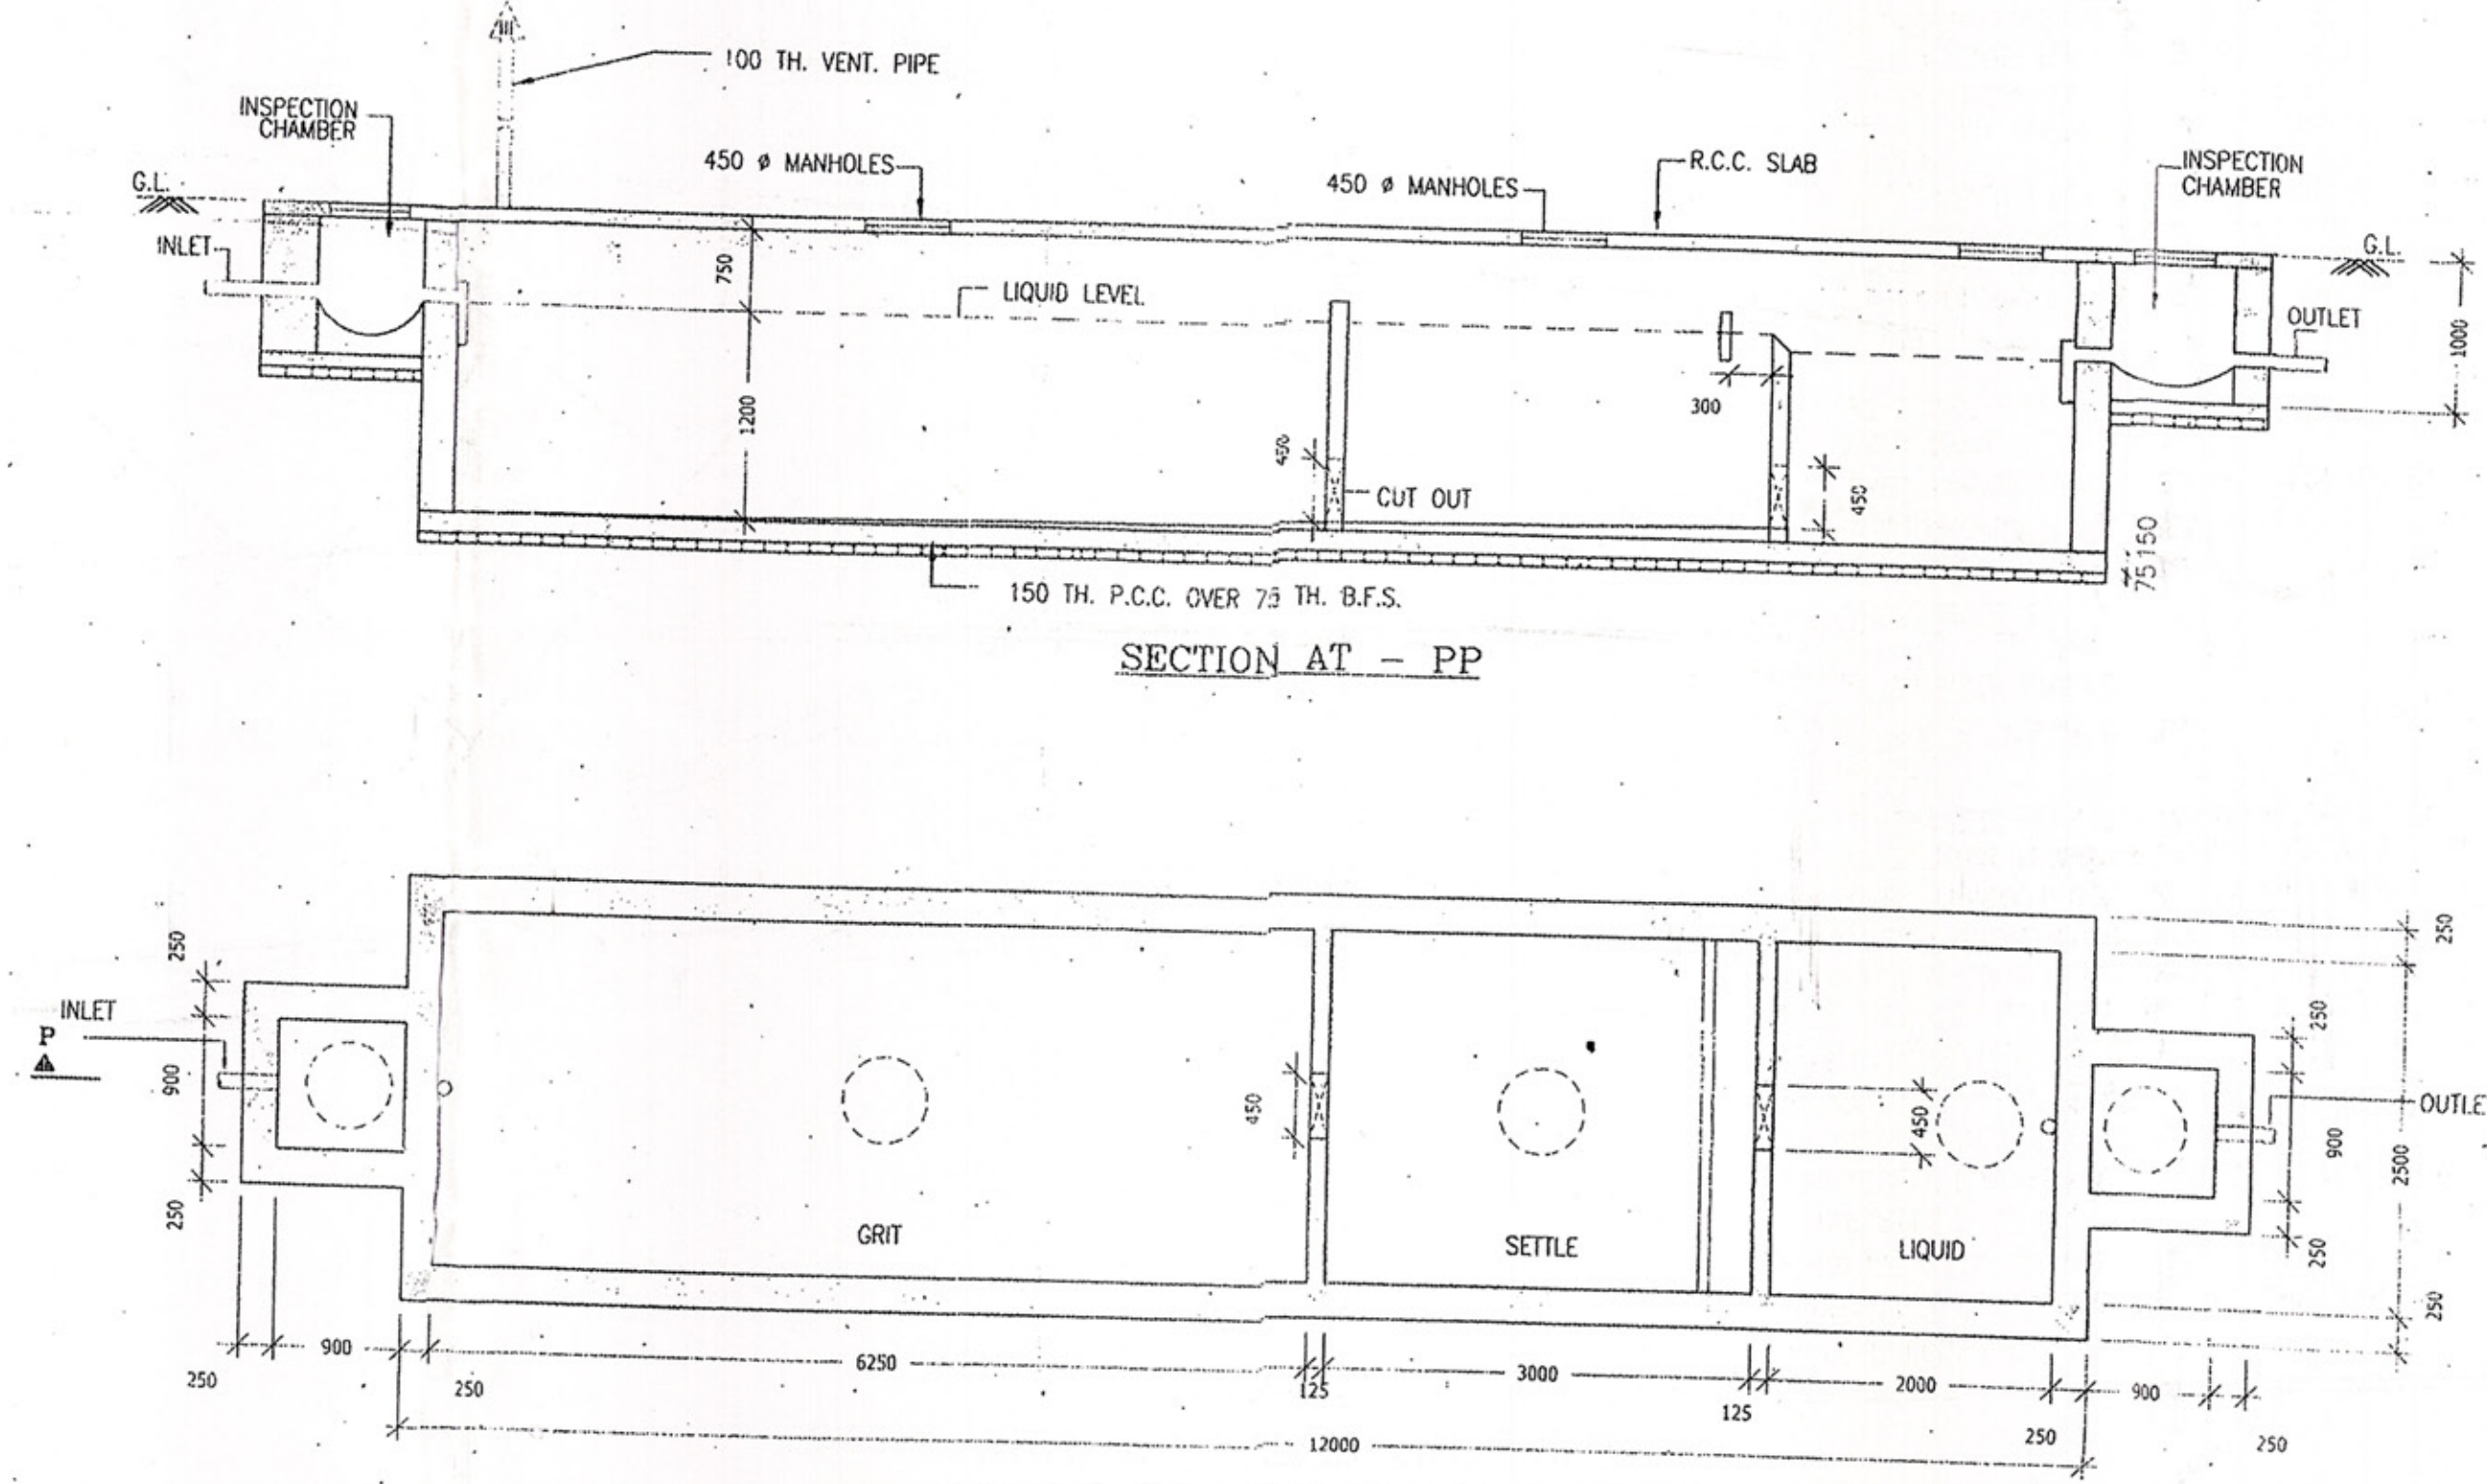 100 TH. VENT. PIPE
INSPECTION
CHAMBER
450 ø MANHOLES
450 ø MANHOLES
R.C.C. SLAB
INSPECTION
CHAMBER
G.L.
G.L.
INLET
750
LIQUID LEVEL
OUTLET
1000
1200
300
450
CUT OUT
450
75 150
150 TH. P.C.C. OVER 75 TH. B.F.S.
SECTION AT - PP
250
250
INLET
P
900
450
450
250
900
2500
OUTLE
250
GRIT
SETTLE
LIQUID
250
250
250
900
250
6250
125
3000
125
2000
250
900
250
12000